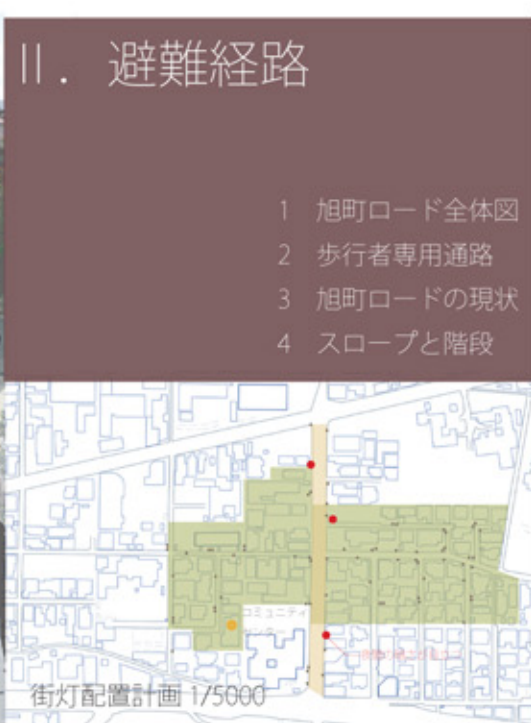 II. 避難経路
1 旭町ロード全体図
2 歩行者専用通路
3 旭町ロードの現状
4 スロープと階段
コミュニティ
街灯配置計画 1/5000